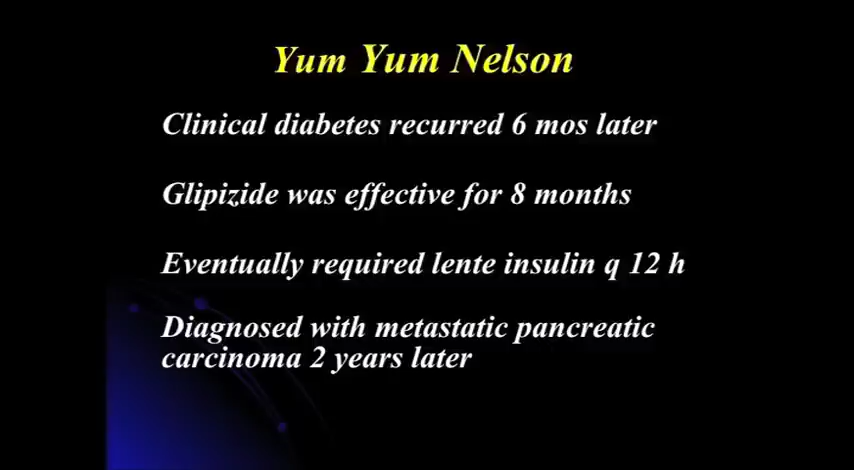 Yum Yum Nelson
Clinical diabetes recurred 6 mos later
Glipizide was effective for 8 months
Eventually required lente insulin q 12 h
Diagnosed with metastatic pancreatic
carcinoma 2 years later